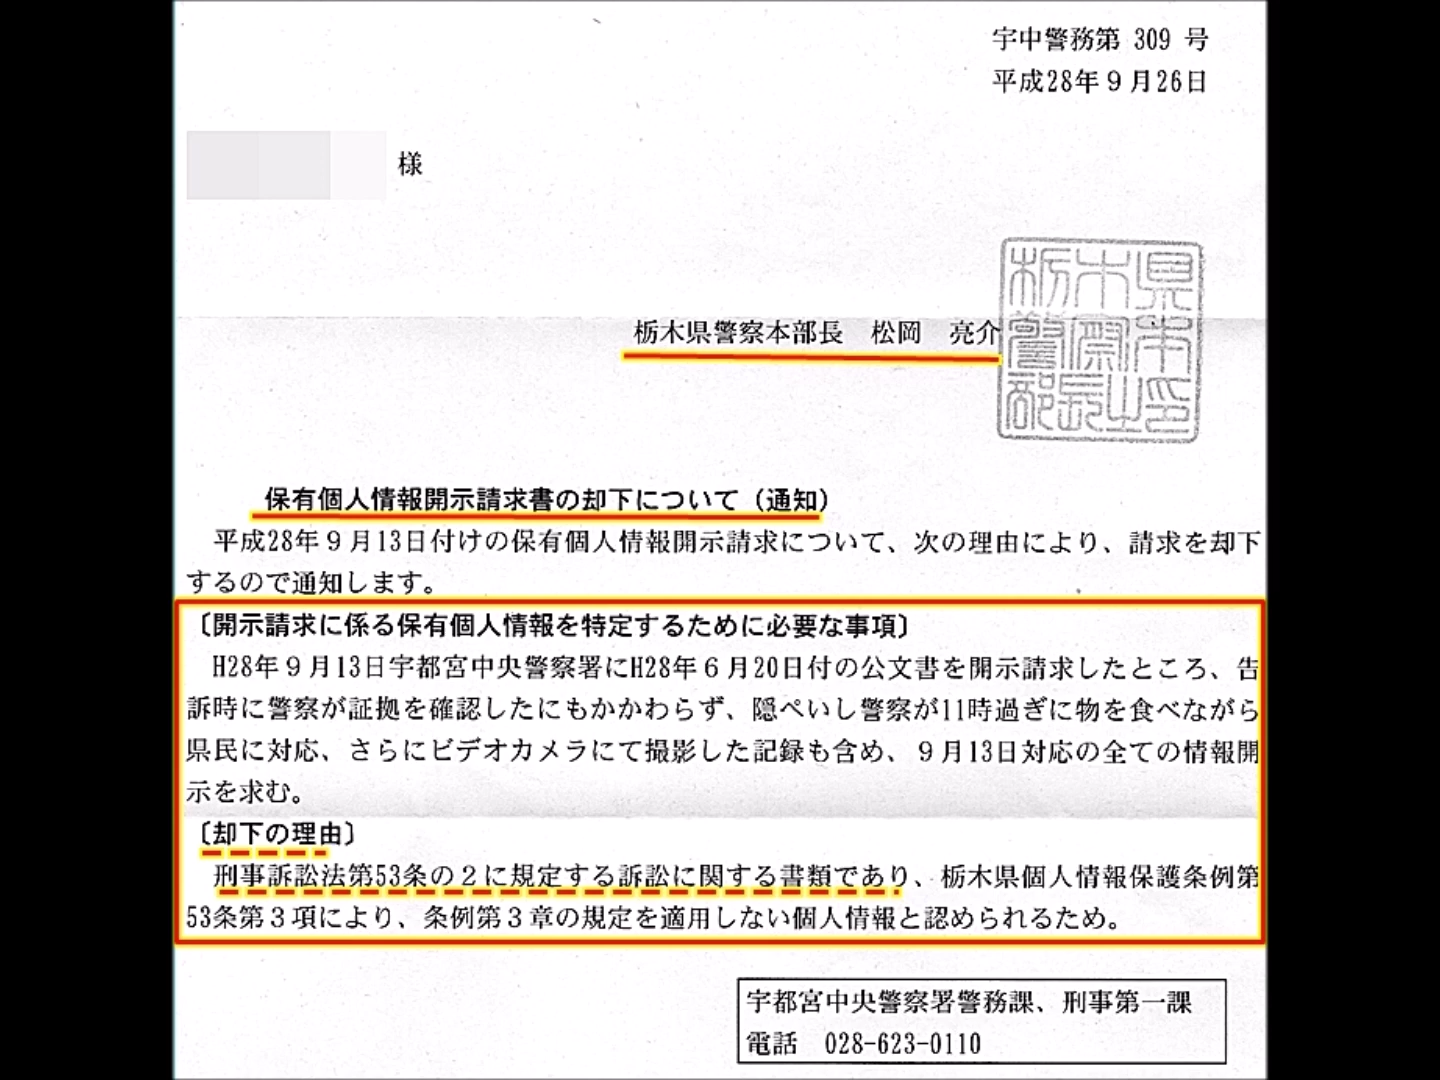 宇中警務第 309 号
平成28年９月26日
様
栃木県警察本部長　松岡　亮介
栃木県警察本部長之印
保有個人情報開示請求書の却下について（通知）
平成28年９月13日付けの保有個人情報開示請求について、次の理由により、請求を却下
するので通知します。
〔開示請求に係る保有個人情報を特定するために必要な事項〕
H28年９月13日宇都宮中央警察署にH28年６月20日付の公文書を開示請求したところ、告
訴時に警察が証拠を確認したにもかかわらず、隠ぺいし警察が11時過ぎに物を食べながら
県民に対応、さらにビデオカメラにて撮影した記録も含め、９月13日対応の全ての情報開
示を求む。
〔却下の理由〕
刑事訴訟法第53条の２に規定する訴訟に関する書類であり、栃木県個人情報保護条例第
53条第３項により、条例第３章の規定を適用しない個人情報と認められるため。
宇都宮中央警察署警務課、刑事第一課
電話　028-623-0110